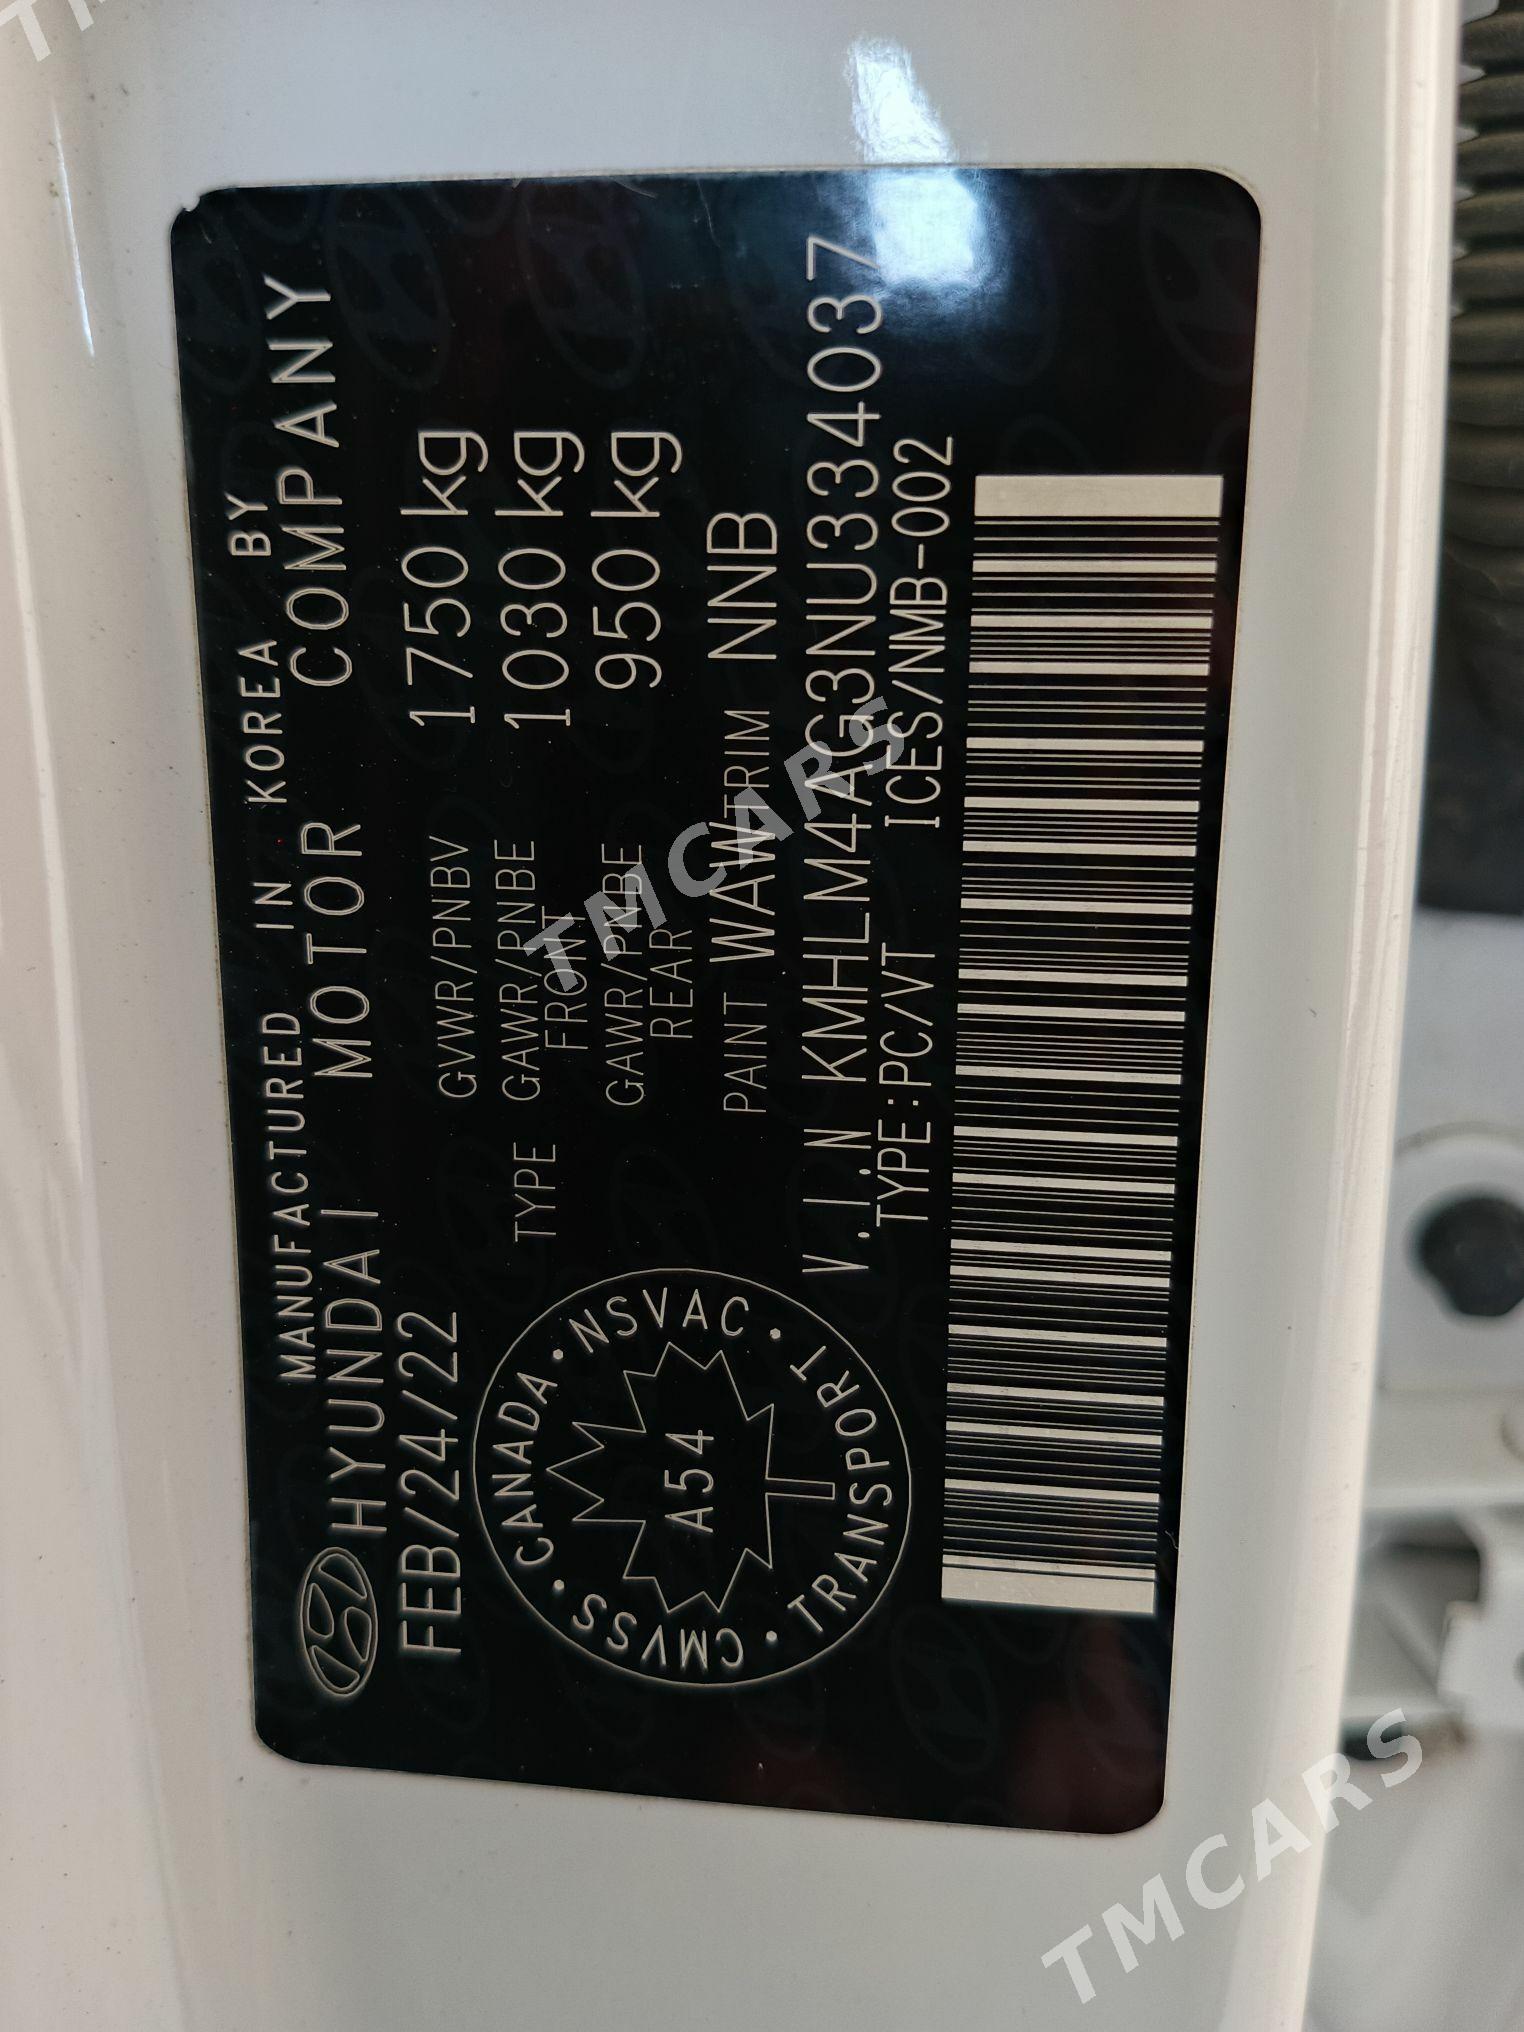 MANUFACTURED IN KOREA BY
HYUNDAI MOTOR COMPANY
FEB/24/22
GVWR/PNBV 1750 kg
TYPE GAWR/PNBE FRONT 1030 kg
GAWR/PNBE REAR 950 kg
CMVSS · CANADA · NSVAC · TRANSPORT ·
A54
PAINT WAW TRIM NNB
V.I.N KMHLM4AG3NU334037
TYPE:PC/VT ICES/NMB-002
TMCARS
TMCARS
TM